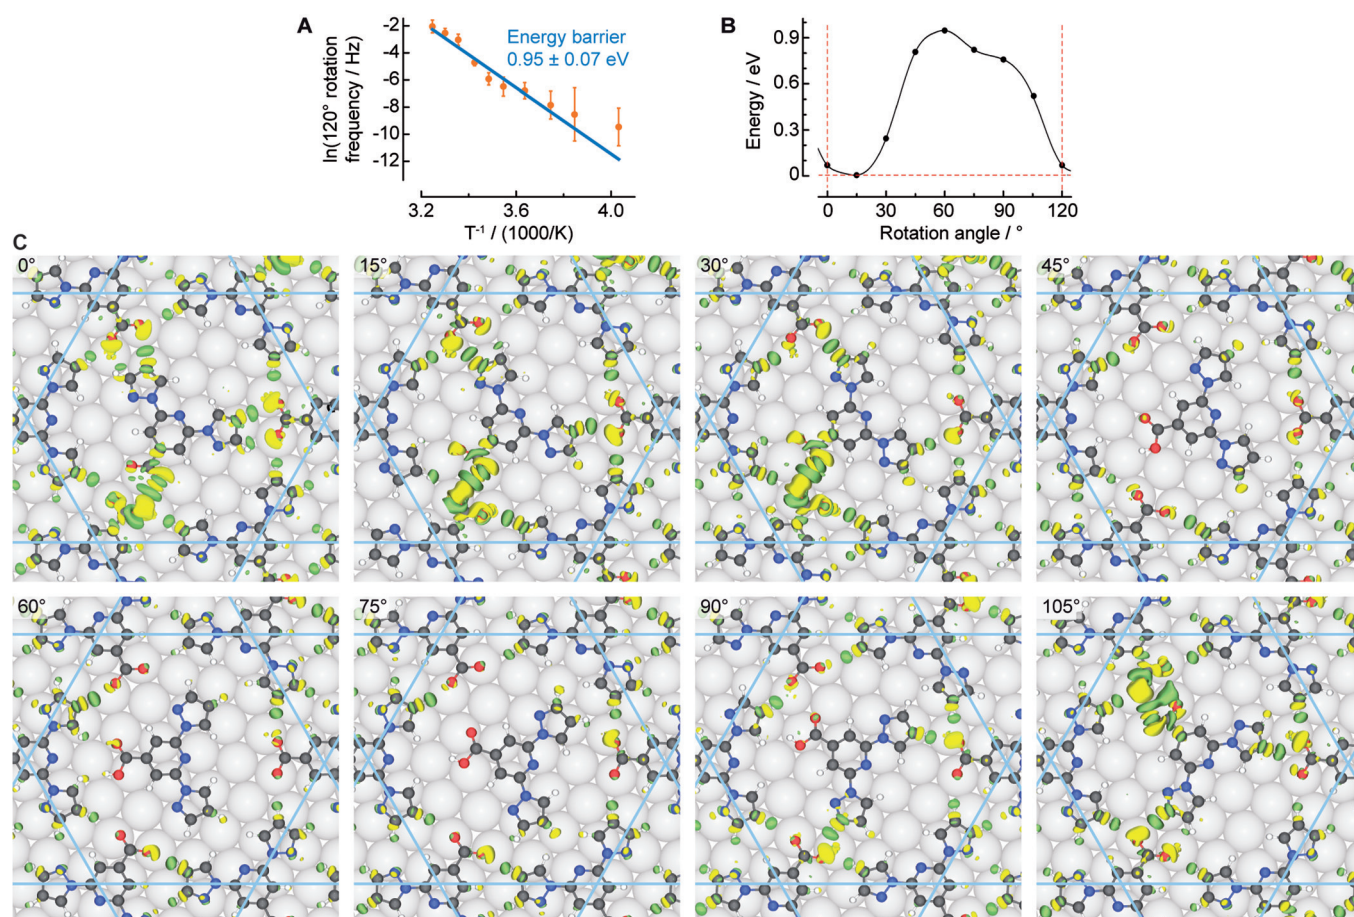 A
ln(120° rotation
frequency / Hz)
-2
-4
-6
-8
-10
-12
Energy barrier
0.95 ± 0.07 eV
3.2
3.6
4.0
T⁻¹ / (1000/K)
B
Energy / eV
0.9
0.6
0.3
0
0
30
60
90
120
Rotation angle / °
C
0°
15°
30°
45°
60°
75°
90°
105°